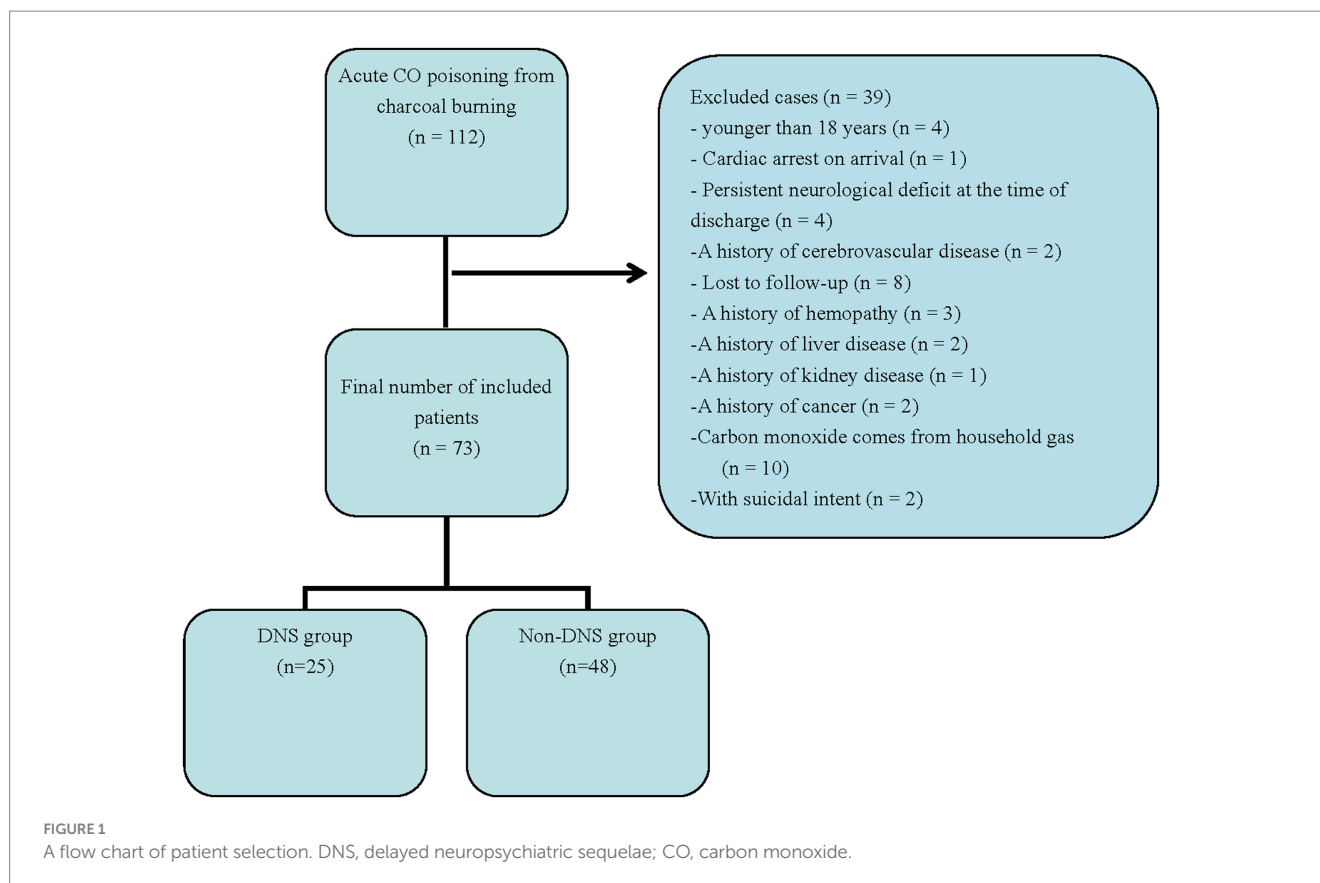 Acute CO poisoning from
charcoal burning
(n = 112)
Excluded cases (n = 39)
- younger than 18 years (n = 4)
- Cardiac arrest on arrival (n = 1)
- Persistent neurological deficit at the time of
discharge (n = 4)
-A history of cerebrovascular disease (n = 2)
- Lost to follow-up (n = 8)
- A history of hemopathy (n = 3)
-A history of liver disease (n = 2)
-A history of kidney disease (n = 1)
-A history of cancer (n = 2)
-Carbon monoxide comes from household gas
(n = 10)
-With suicidal intent (n = 2)
Final number of included
patients
(n = 73)
DNS group
(n=25)
Non-DNS group
(n=48)
FIGURE 1
A flow chart of patient selection. DNS, delayed neuropsychiatric sequelae; CO, carbon monoxide.